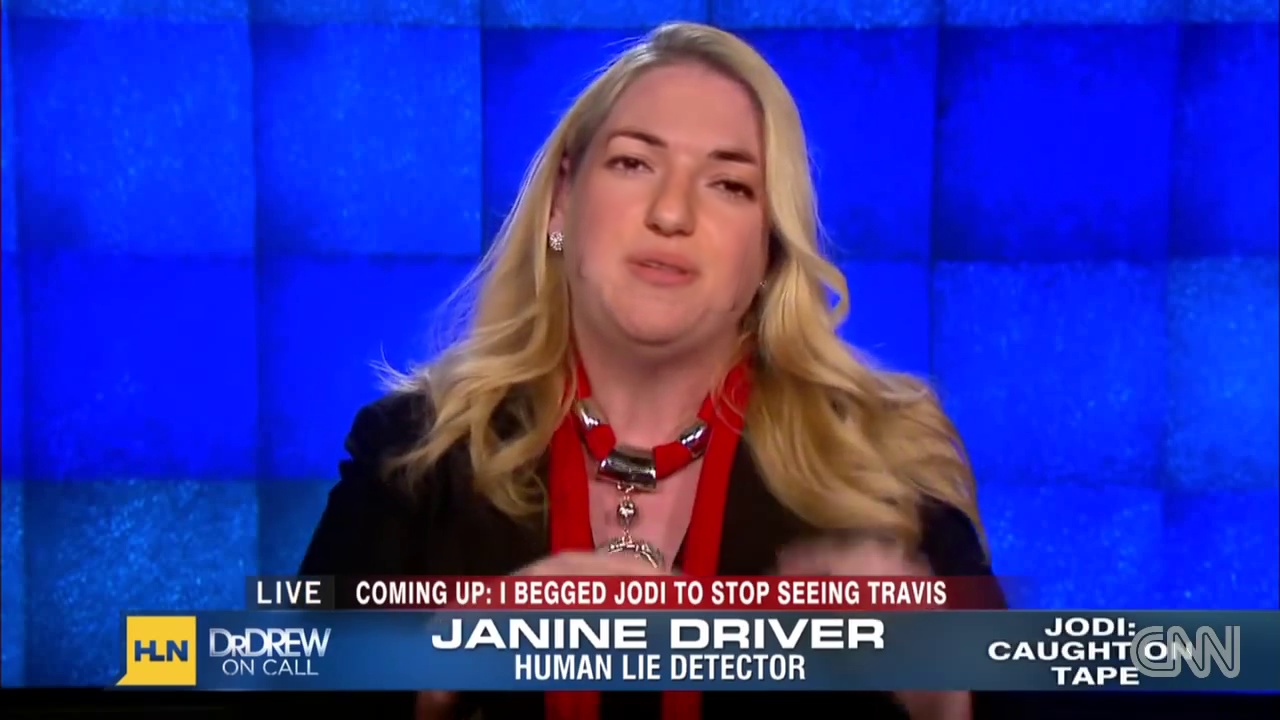 LIVE COMING UP: I BEGGED JODI TO STOP SEEING TRAVIS
HLN
DRDREW
ON CALL
JANINE DRIVER
HUMAN LIE DETECTOR
JODI:
CAUGHT ON
TAPE
CNN